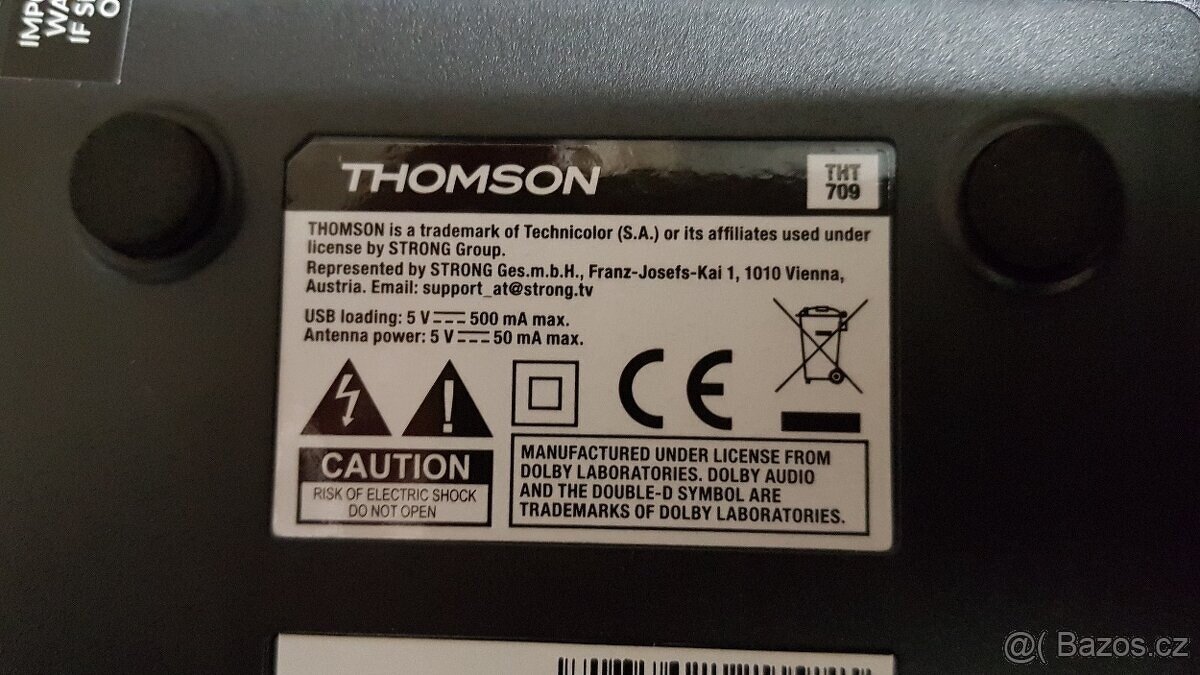 IMP
WA
IF S
O
THOMSON
THT
709
THOMSON is a trademark of Technicolor (S.A.) or its affiliates used under
license by STRONG Group.
Represented by STRONG Ges.m.b.H., Franz-Josefs-Kai 1, 1010 Vienna,
Austria. Email: support_at@strong.tv
USB loading: 5 V⎓500 mA max.
Antenna power: 5 V⎓50 mA max.
CE
CAUTION
RISK OF ELECTRIC SHOCK
DO NOT OPEN
MANUFACTURED UNDER LICENSE FROM
DOLBY LABORATORIES. DOLBY AUDIO
AND THE DOUBLE-D SYMBOL ARE
TRADEMARKS OF DOLBY LABORATORIES.
@( Bazos.cz